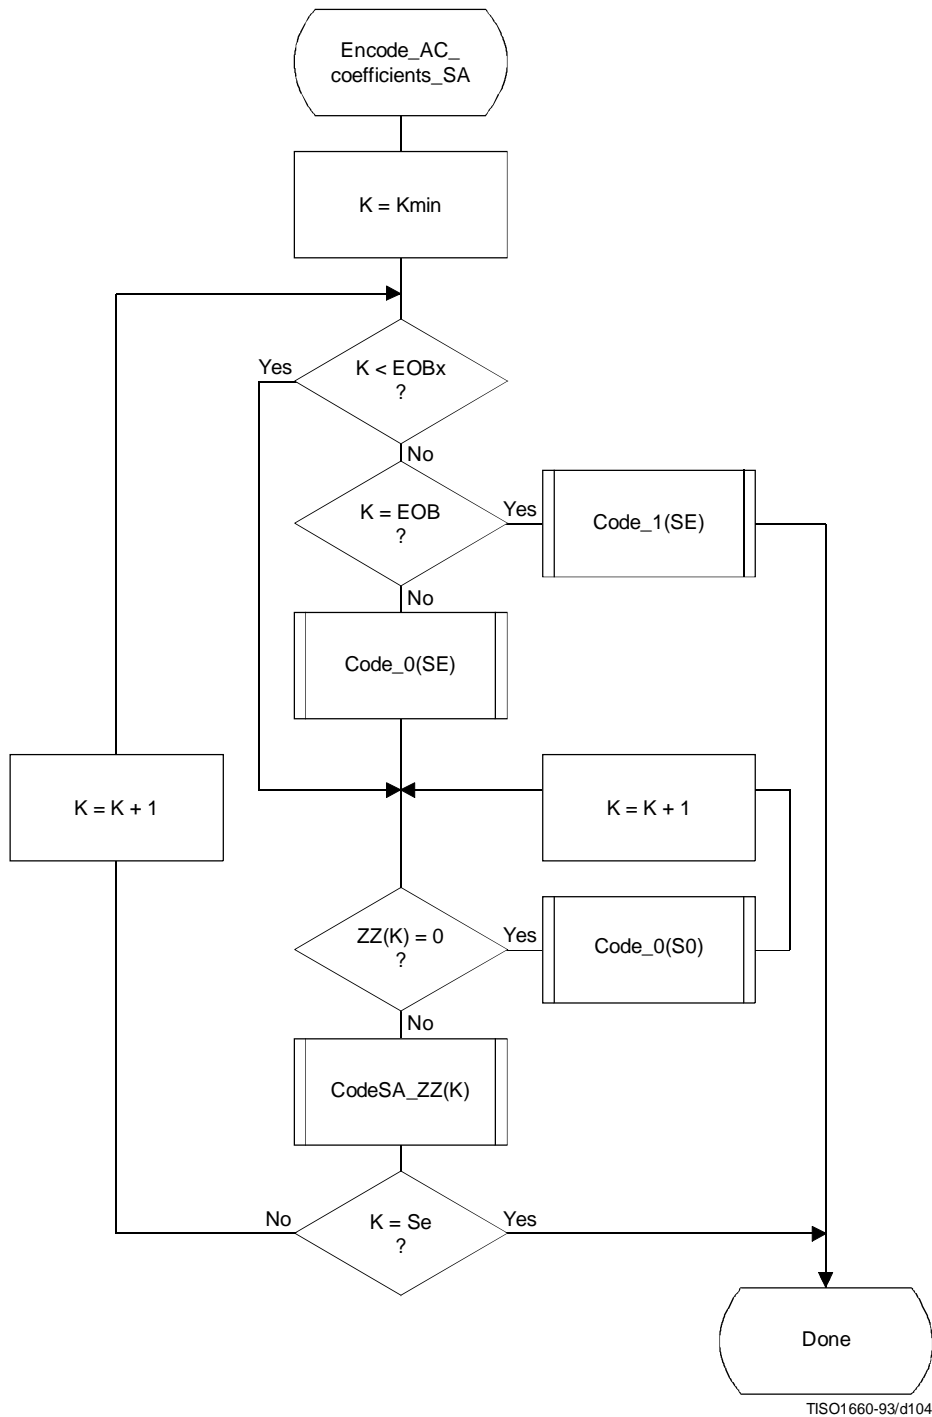 Encode_AC_
coefficients_SA
K = Kmin
Yes
K < EOBx
?
No
K = EOB
?
Yes
Code_1(SE)
No
Code_0(SE)
K = K + 1
K = K + 1
ZZ(K) = 0
?
Yes
Code_0(S0)
No
CodeSA_ZZ(K)
No
K = Se
?
Yes
Done
TISO1660-93/d104